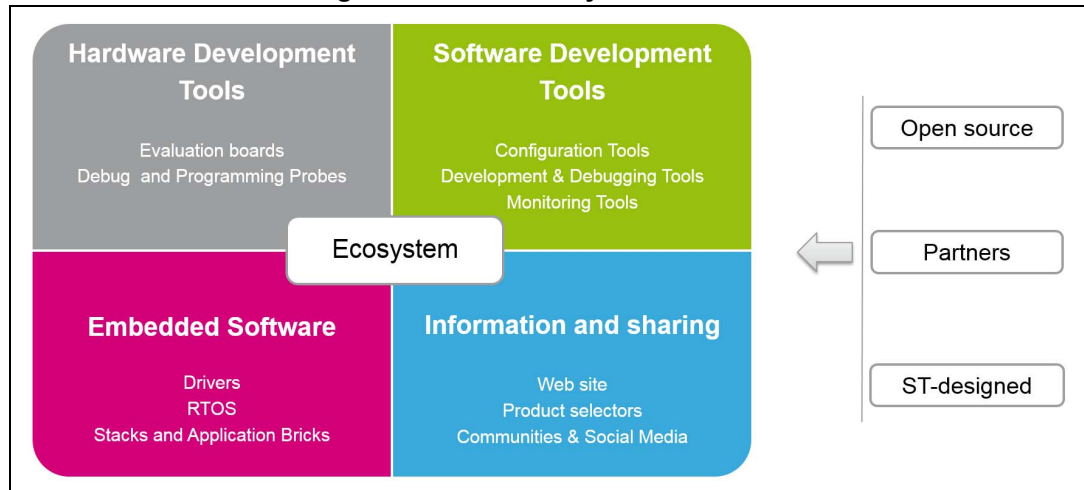 Hardware Development
Tools
Evaluation boards
Debug and Programming Probes
Software Development
Tools
Configuration Tools
Development & Debugging Tools
Monitoring Tools
Ecosystem
Embedded Software
Drivers
RTOS
Stacks and Application Bricks
Information and sharing
Web site
Product selectors
Communities & Social Media
Open source
Partners
ST-designed